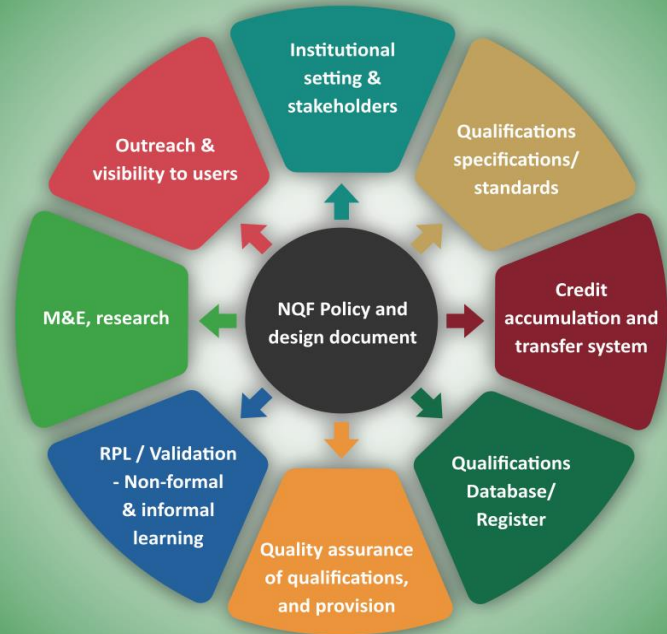 Institutional
setting &
stakeholders
Qualifications
specifications/
standards
Credit
accumulation and
transfer system
Qualifications
Database/
Register
Quality assurance
of qualifications,
and provision
RPL / Validation
- Non-formal
& informal
learning
M&E, research
Outreach &
visibility to users
NQF Policy and
design document